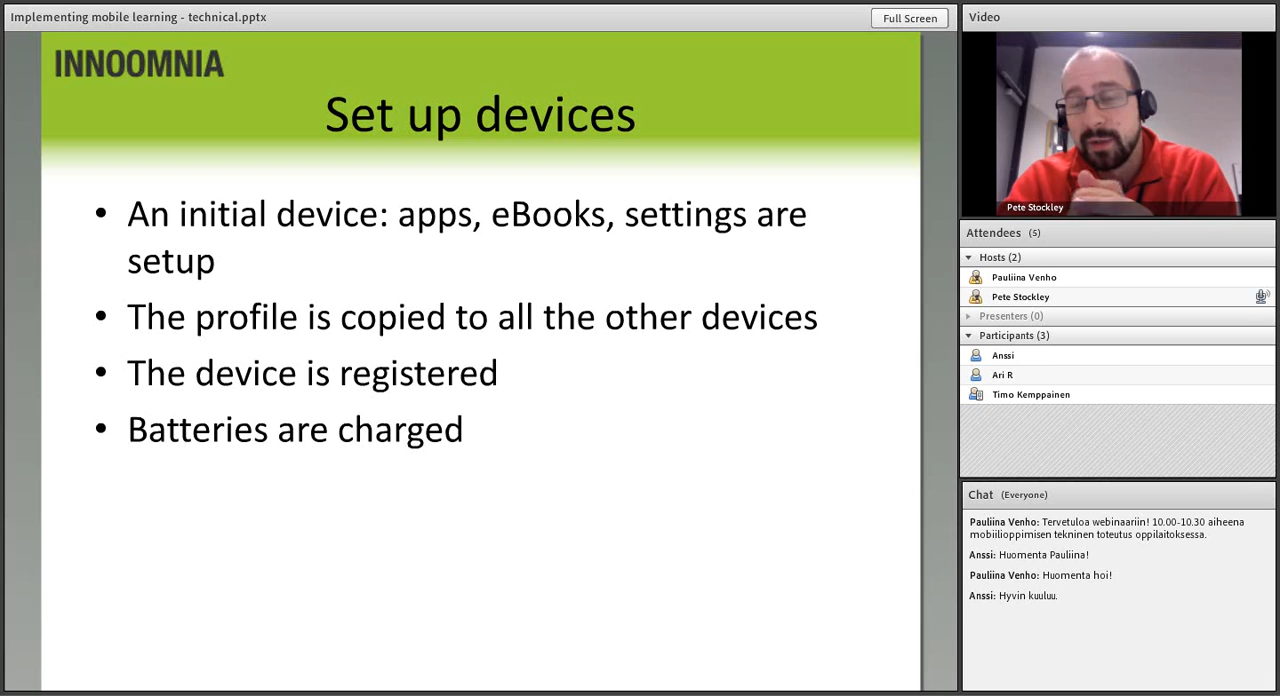 Implementing mobile learning - technical.pptx
Full Screen
INNOOMNIA
Set up devices
• An initial device: apps, eBooks, settings are
setup
• The profile is copied to all the other devices
• The device is registered
• Batteries are charged
Video
Pete Stockley
Attendees (5)
Hosts (2)
Pauliina Venho
Pete Stockley
Presenters (0)
Participants (3)
Anssi
Ari R
Timo Kemppainen
Chat (Everyone)
Pauliina Venho: Tervetuloa webinaariin! 10.00-10.30 aiheena
mobiilioppimisen tekninen toteutus oppilaitoksessa.
Anssi: Huomenta Pauliina!
Pauliina Venho: Huomenta hoi!
Anssi: Hyvin kuuluu.